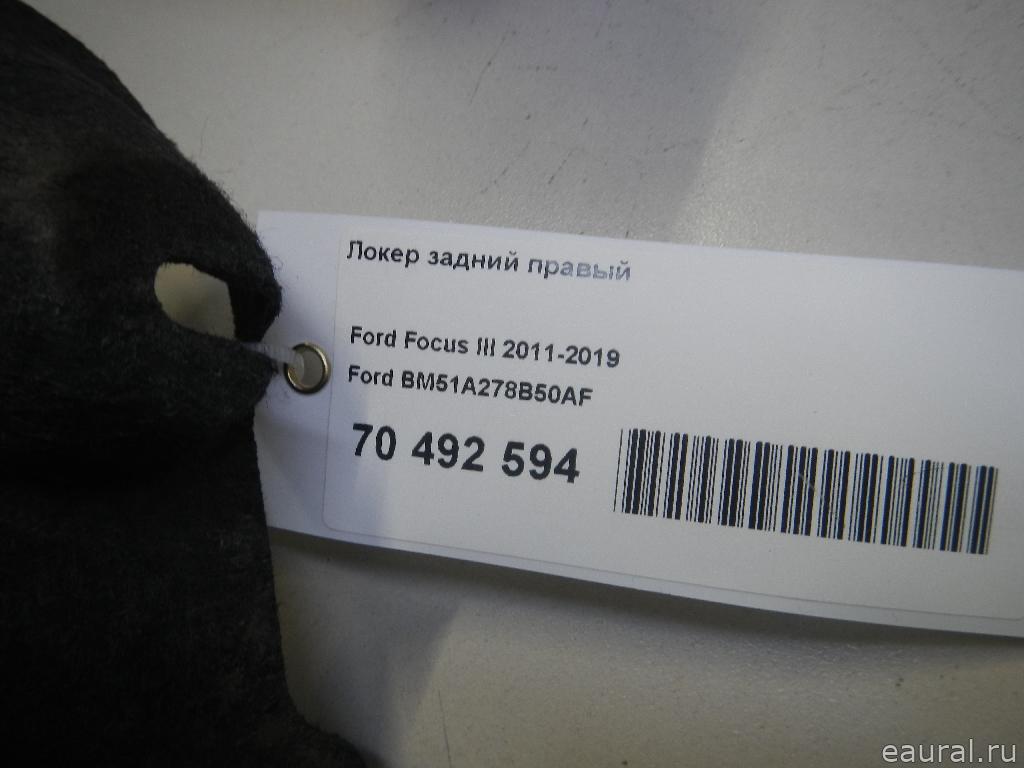 Локер задний правый
Ford Focus III 2011-2019
Ford BM51A278B50AF
70 492 594
eaural.ru